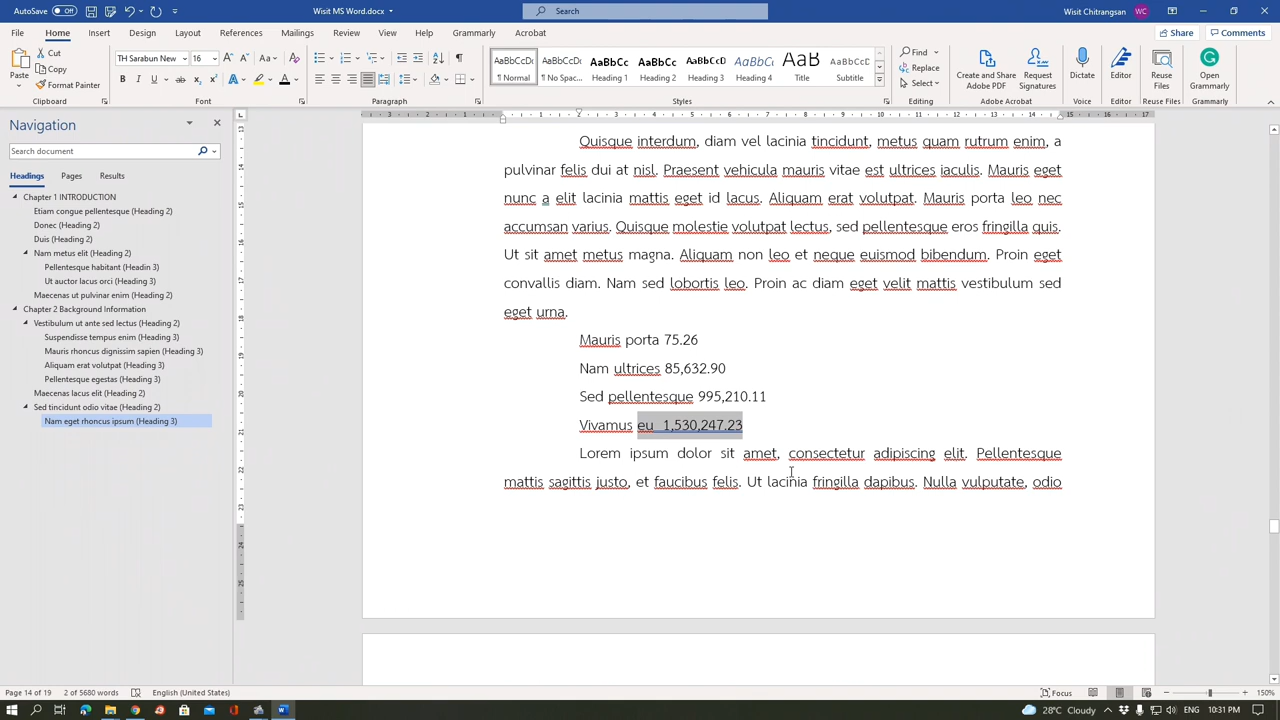 AutoSave Off Wisit MS Word.docx Search Wisit Chitrangsan WC
File Home Insert Design Layout References Mailings Review View Help Grammarly Acrobat Share Comments
Paste Cut Copy Format Painter
TH Sarabun New 16
AaBbCcDc AaBbCcDc AaBbCc AaBbCc AaBbCc AaBbCc AaB AaBbCcDc
¶ Normal ¶ No Spac... Heading 1 Heading 2 Heading 3 Heading 4 Title Subtitle
Find Replace Select
Create and Share Adobe PDF Request Signatures Dictate Editor Reuse Files Open Grammarly
Clipboard Font Paragraph Styles Editing Adobe Acrobat Voice Editor Reuse Files Grammarly
Navigation
Search document
Headings Pages Results
Chapter 1 INTRODUCTION
Etiam congue pellentesque (Heading 2)
Donec (Heading 2)
Duis (Heading 2)
Nam metus elit (Heading 2)
Pellentesque habitant (Headin 3)
Ut auctor lacus orci (Heading 3)
Maecenas ut pulvinar enim (Heading 2)
Chapter 2 Background Information
Vestibulum ut ante sed lectus (Heading 2)
Suspendisse tempus enim (Heading 3)
Mauris rhoncus dignissim sapien (Heading 3)
Aliquam erat volutpat (Heading 3)
Pellentesque egestas (Heading 3)
Maecenas lacus velit (Heading 2)
Sed tincidunt odio vitae (Heading 2)
Nam eget rhoncus ipsum (Heading 3)
Quisque interdum, diam vel lacinia tincidunt, metus quam rutrum enim, a
pulvinar felis dui at nisl. Praesent vehicula mauris vitae est ultrices iaculis. Mauris eget
nunc a elit lacinia mattis eget id lacus. Aliquam erat volutpat. Mauris porta leo nec
accumsan varius. Quisque molestie volutpat lectus, sed pellentesque eros fringilla quis.
Ut sit amet metus magna. Aliquam non leo et neque euismod bibendum. Proin eget
convallis diam. Nam sed lobortis leo. Proin ac diam eget velit mattis vestibulum sed
eget urna.
Mauris porta 75.26
Nam ultrices 85,632.90
Sed pellentesque 995,210.11
Vivamus eu 1,530,247.23
Lorem ipsum dolor sit amet, consectetur adipiscing elit. Pellentesque
mattis sagittis justo, et faucibus felis. Ut lacinia fringilla dapibus. Nulla vulputate, odio
Page 14 of 19 2 of 5680 words English (United States) Focus 150%
28°C Cloudy ENG 10:31 PM